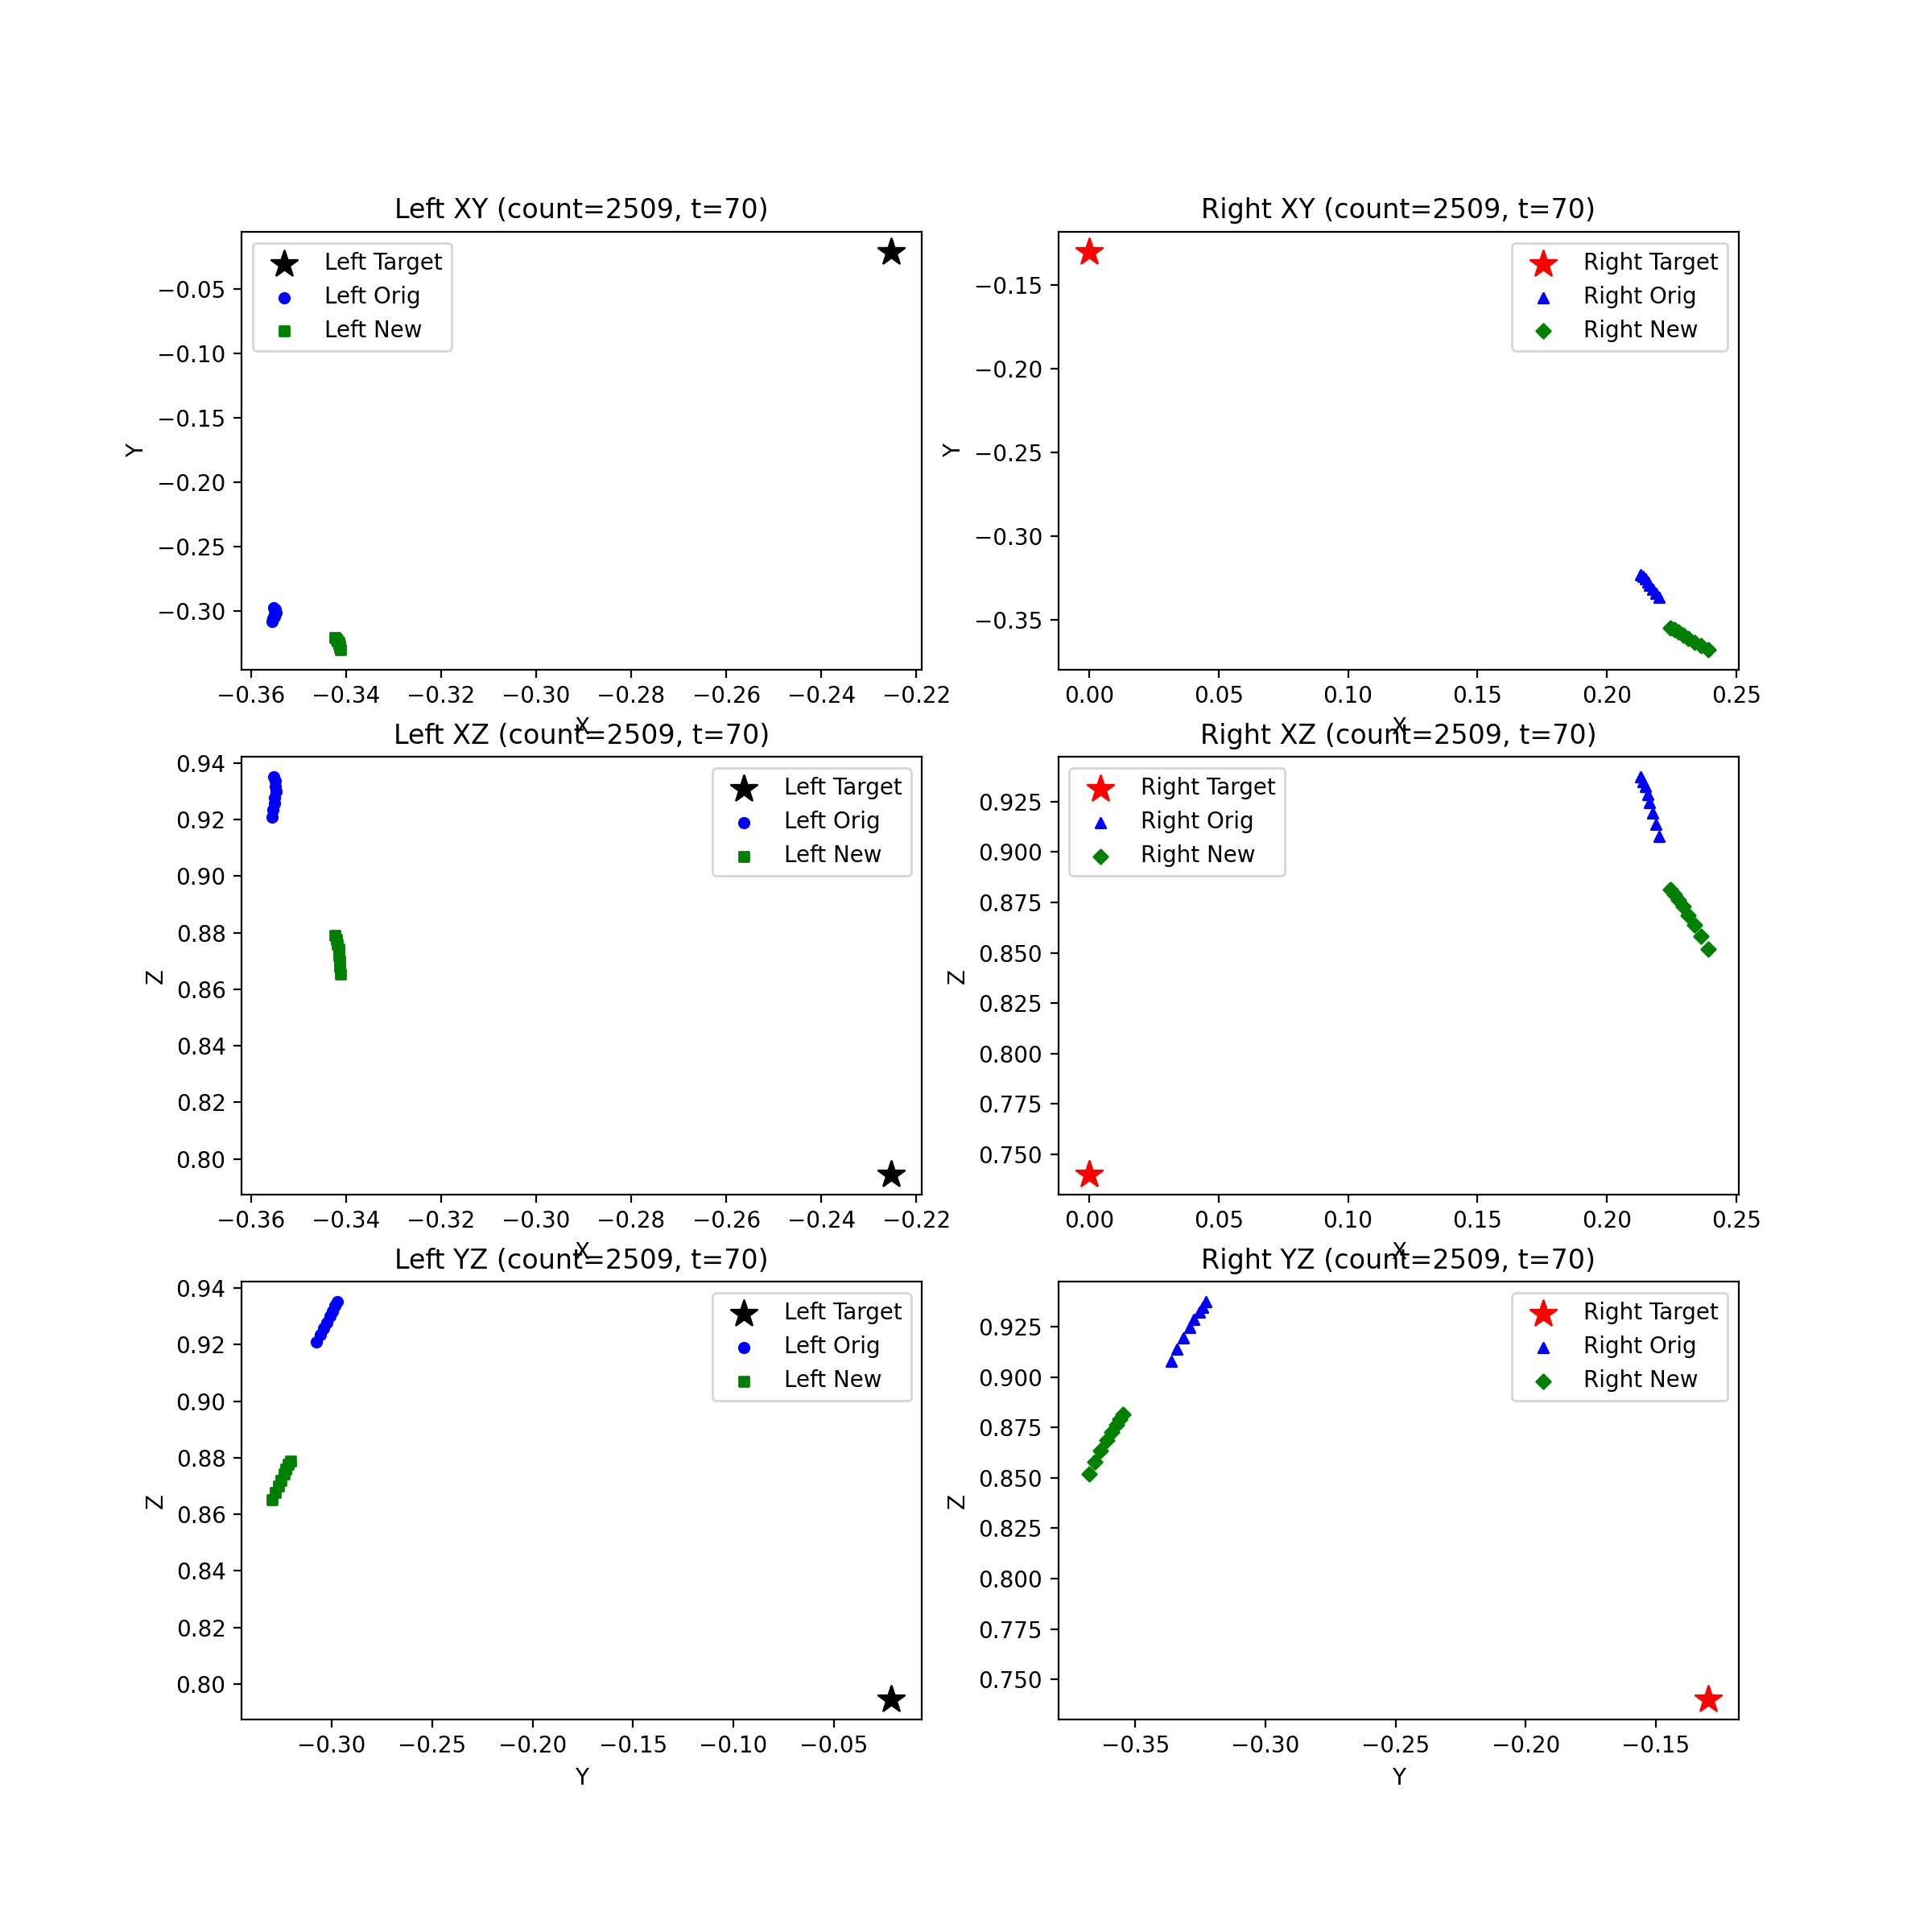 Left XY (count=2509, t=70)
Left Target
Left Orig
Left New
Y
−0.05
−0.10
−0.15
−0.20
−0.25
−0.30
−0.36 −0.34 −0.32 −0.30 −0.28 −0.26 −0.24 −0.22
X
Right XY (count=2509, t=70)
Right Target
Right Orig
Right New
Y
−0.15
−0.20
−0.25
−0.30
−0.35
0.00 0.05 0.10 0.15 0.20 0.25
X
Left XZ (count=2509, t=70)
Left Target
Left Orig
Left New
Z
0.94
0.92
0.90
0.88
0.86
0.84
0.82
0.80
−0.36 −0.34 −0.32 −0.30 −0.28 −0.26 −0.24 −0.22
X
Right XZ (count=2509, t=70)
Right Target
Right Orig
Right New
Z
0.925
0.900
0.875
0.850
0.825
0.800
0.775
0.750
0.00 0.05 0.10 0.15 0.20 0.25
X
Left YZ (count=2509, t=70)
Left Target
Left Orig
Left New
Z
0.94
0.92
0.90
0.88
0.86
0.84
0.82
0.80
−0.30 −0.25 −0.20 −0.15 −0.10 −0.05
Y
Right YZ (count=2509, t=70)
Right Target
Right Orig
Right New
Z
0.925
0.900
0.875
0.850
0.825
0.800
0.775
0.750
−0.35 −0.30 −0.25 −0.20 −0.15
Y